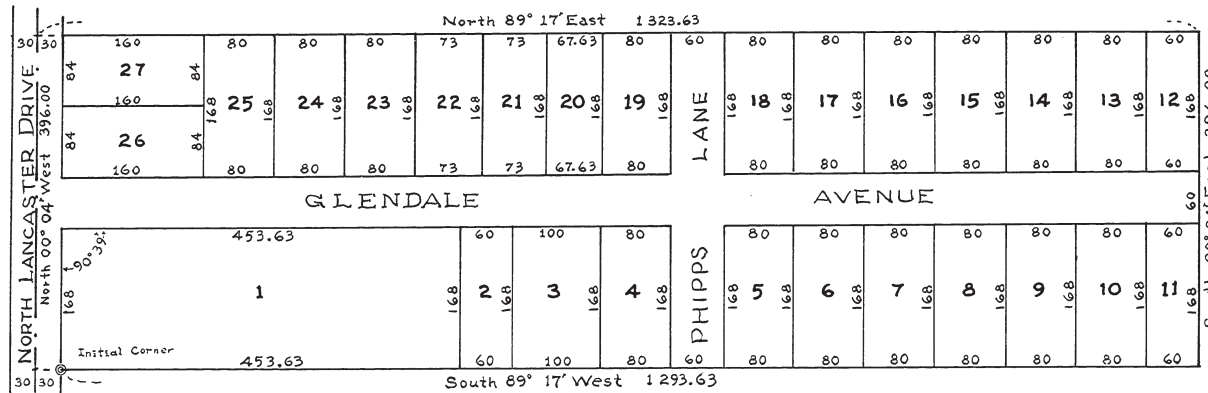 North 89° 17' East 1323.63
30 30 160 80 80 80 73 73 67.63 80 60 80 80 80 80 80 80 60
84 27 84
160
168 25 168 24 168 23 168 22 168 21 168 20 168 19 168 LANE 168 18 168 17 168 16 168 15 168 14 168 13 168 12 168
84 26 84
160 80 80 80 73 73 67.63 80 80 80 80 80 80 80 60
NORTH LANCASTER DRIVE
North 00° 04' West 396.00
GLENDALE AVENUE
60
453.63 60 100 80 80 80 80 80 80 80 60
90°39'
168 1 168 2 168 3 168 4 168 PHIPPS 168 5 168 6 168 7 168 8 168 9 168 10 168 11 168
Initial Corner
453.63 60 100 80 60 80 80 80 80 80 80 60
30 30
South 89° 17' West 1293.63